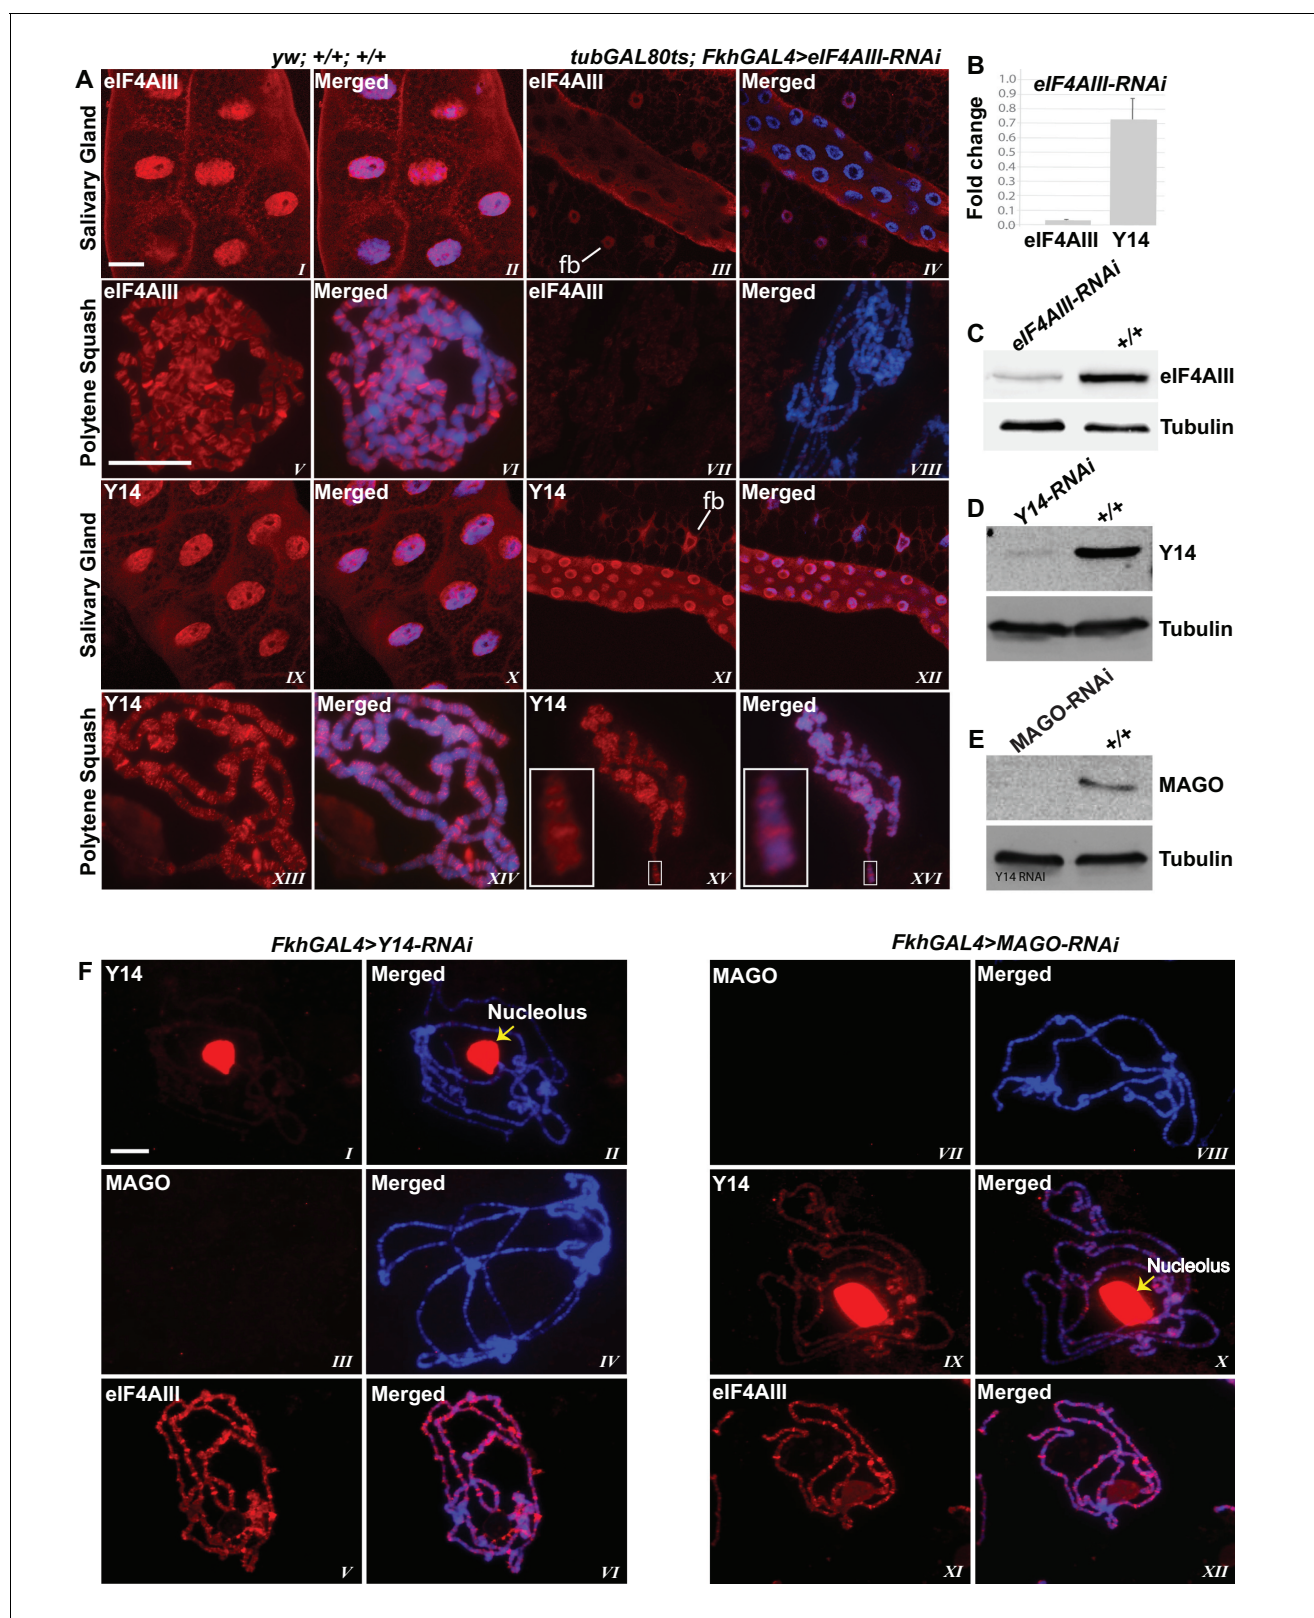 yw; +/+; +/+
tubGAL80ts; FkhGAL4>eIF4AIII-RNAi
A
Salivary Gland
eIF4AIII
I
Merged
II
eIF4AIII
fb
III
Merged
IV
Polytene Squash
eIF4AIII
V
Merged
VI
eIF4AIII
VII
Merged
VIII
Salivary Gland
Y14
IX
Merged
X
Y14
fb
XI
Merged
XII
Polytene Squash
Y14
XIII
Merged
XIV
Y14
XV
Merged
XVI
B
eIF4AIII-RNAi
Fold change
1.0
0.9
0.8
0.7
0.6
0.5
0.4
0.3
0.2
0.1
0.0
eIF4AIII Y14
C
eIF4AIII-RNAi +/+
eIF4AIII
Tubulin
D
Y14-RNAi +/+
Y14
Tubulin
E
MAGO-RNAi +/+
MAGO
Tubulin
Y14 RNAI
F
FkhGAL4>Y14-RNAi
Y14
I
Merged
Nucleolus
II
MAGO
III
Merged
IV
eIF4AIII
V
Merged
VI
FkhGAL4>MAGO-RNAi
MAGO
VII
Merged
VIII
Y14
IX
Merged
Nucleolus
X
eIF4AIII
XI
Merged
XII